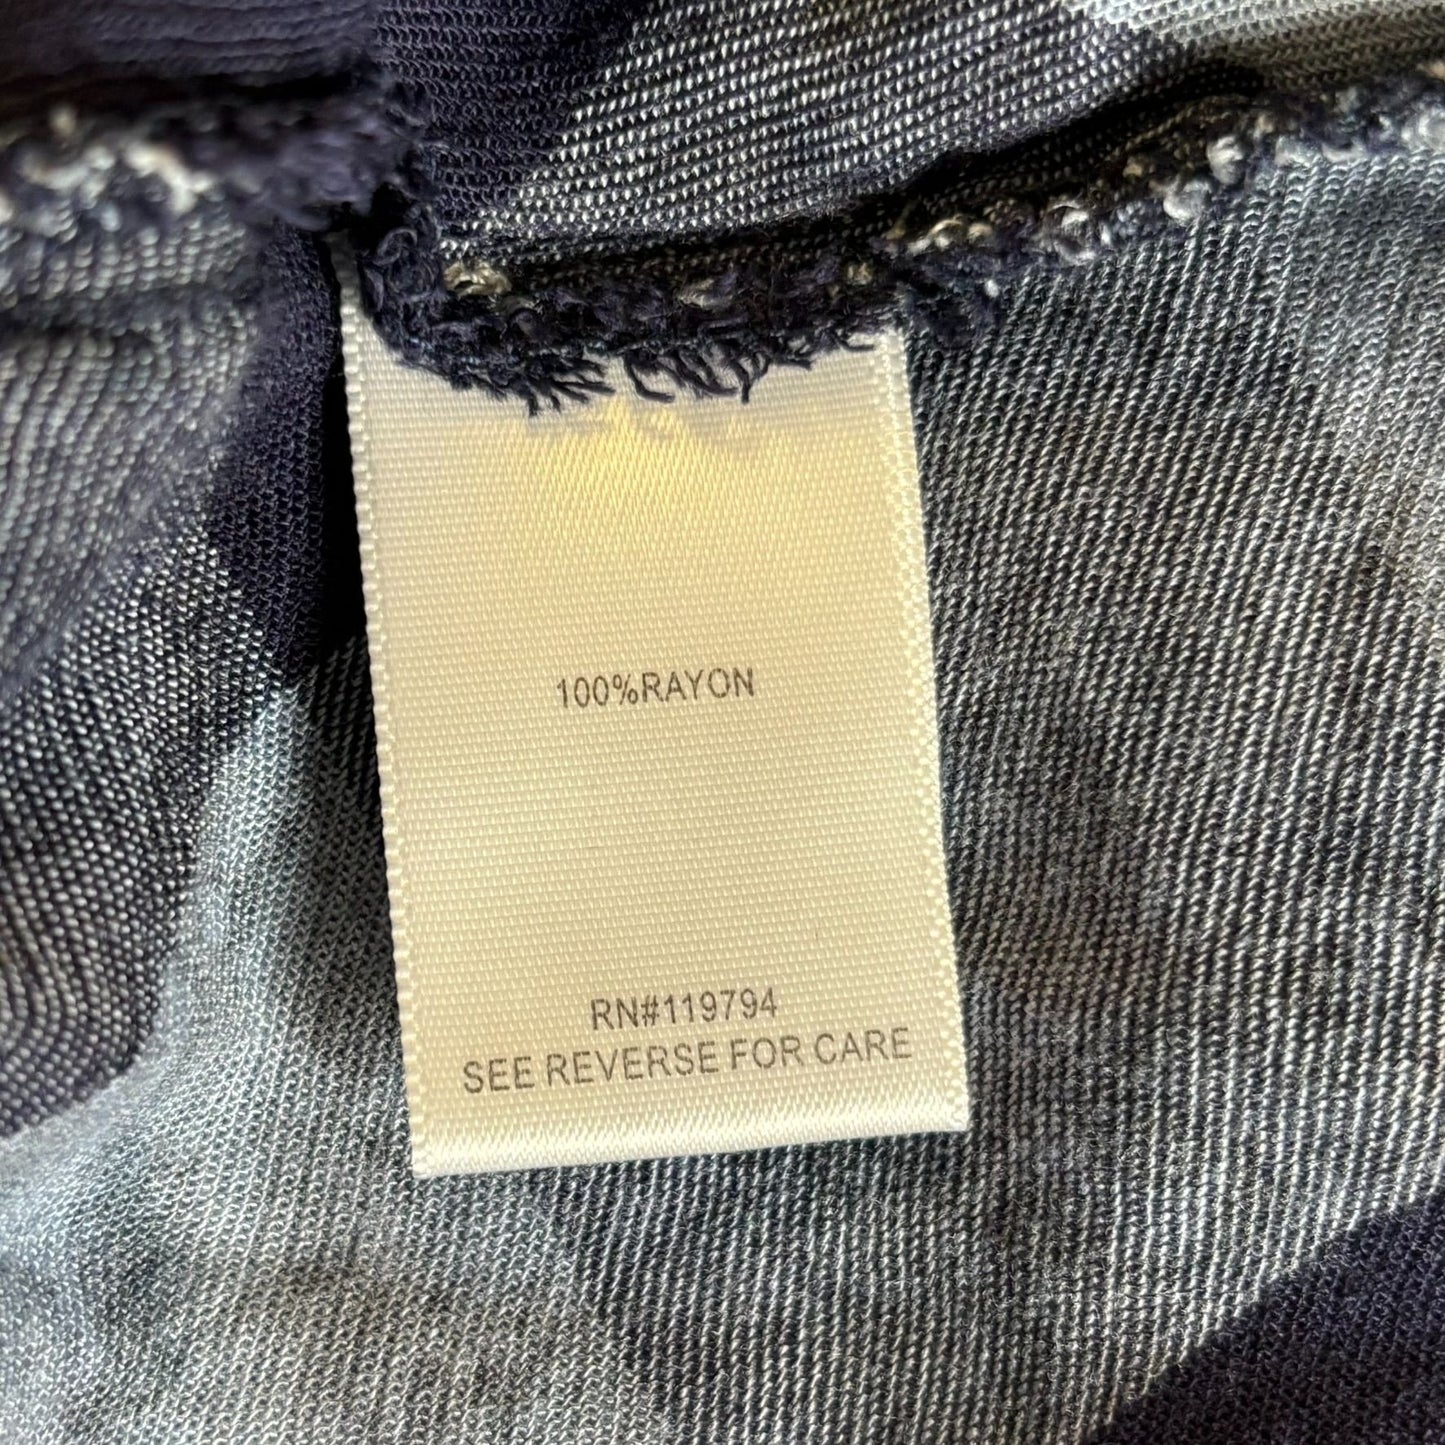 100%RAYON
RN#119794
SEE REVERSE FOR CARE